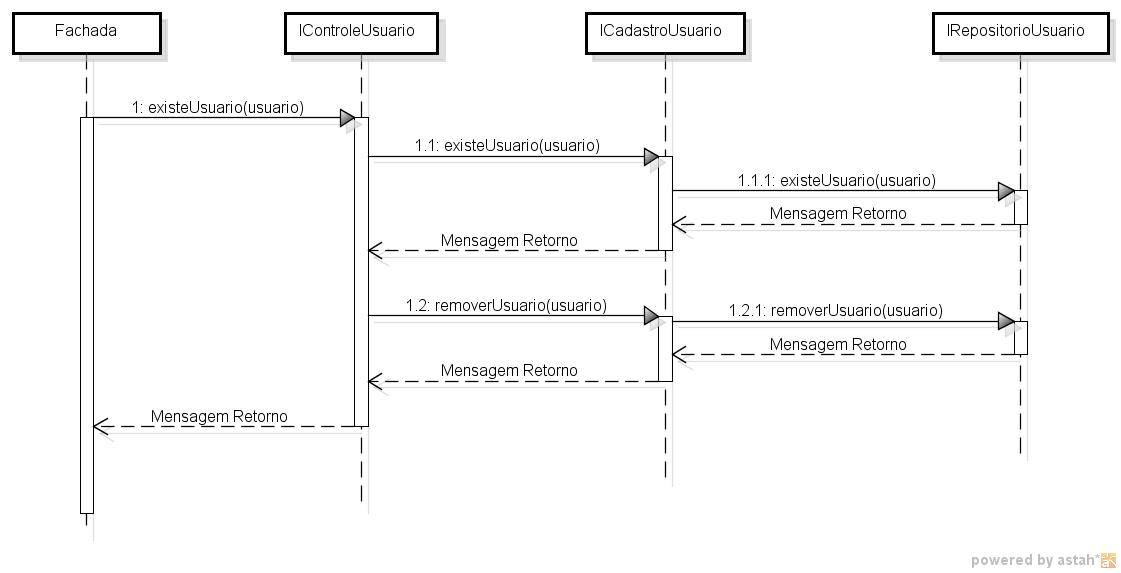 Fachada
IControleUsuario
ICadastroUsuario
IRepositorioUsuario
1: existeUsuario(usuario)
1.1: existeUsuario(usuario)
1.1.1: existeUsuario(usuario)
Mensagem Retorno
Mensagem Retorno
1.2: removerUsuario(usuario)
1.2.1: removerUsuario(usuario)
Mensagem Retorno
Mensagem Retorno
Mensagem Retorno
powered by astah*